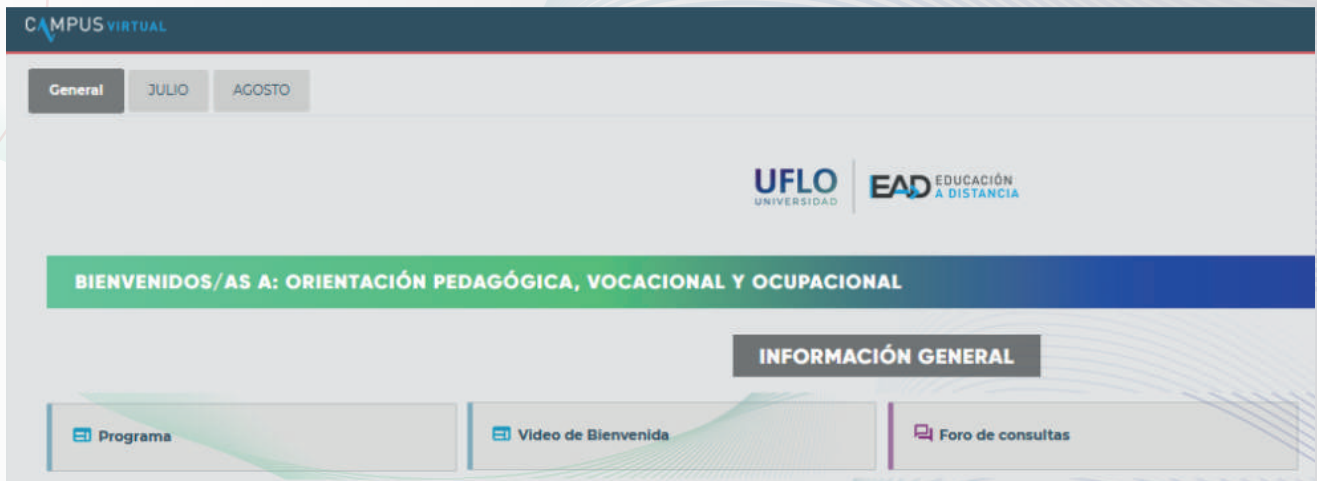 CAMPUS VIRTUAL
General JULIO AGOSTO
UFLO UNIVERSIDAD
EAD EDUCACIÓN A DISTANCIA
BIENVENIDOS/AS A: ORIENTACIÓN PEDAGÓGICA, VOCACIONAL Y OCUPACIONAL
INFORMACIÓN GENERAL
Programa
Video de Bienvenida
Foro de consultas